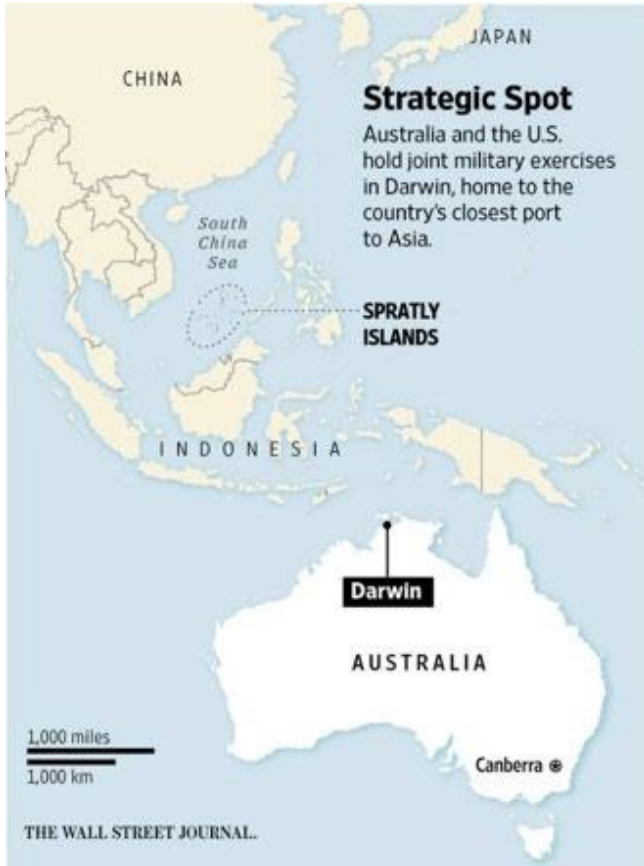 JAPAN
CHINA
Strategic Spot
Australia and the U.S.
hold joint military exercises
in Darwin, home to the
country's closest port
to Asia.
South
China
Sea
SPRATLY
ISLANDS
INDONESIA
Darwin
AUSTRALIA
1,000 miles
1,000 km
Canberra
THE WALL STREET JOURNAL.